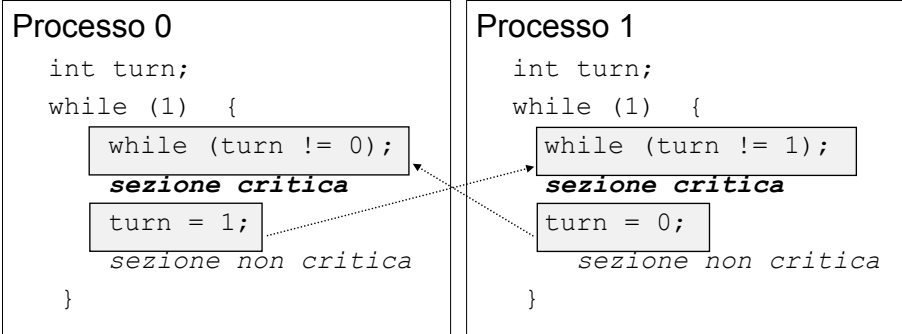 Processo 0
int turn;
while (1) {
while (turn != 0);
sezione critica
turn = 1;
sezione non critica
}
Processo 1
int turn;
while (1) {
while (turn != 1);
sezione critica
turn = 0;
sezione non critica
}